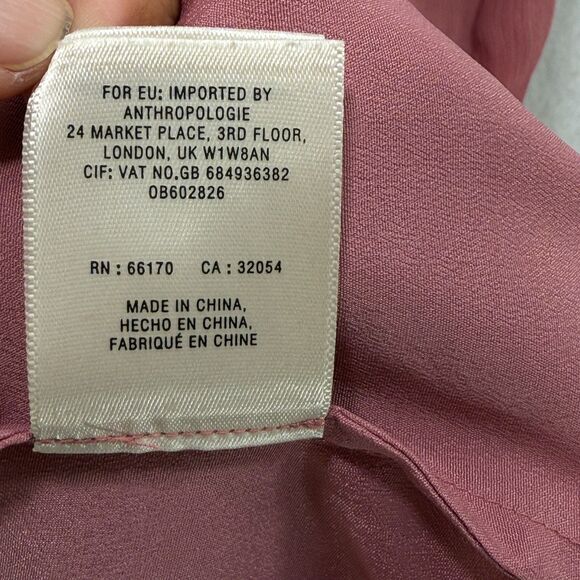 FOR EU: IMPORTED BY
ANTHROPOLOGIE
24 MARKET PLACE, 3RD FLOOR,
LONDON, UK W1W8AN
CIF: VAT NO.GB 684936382
OB602826
RN : 66170 CA : 32054
MADE IN CHINA,
HECHO EN CHINA,
FABRIQUÉ EN CHINE